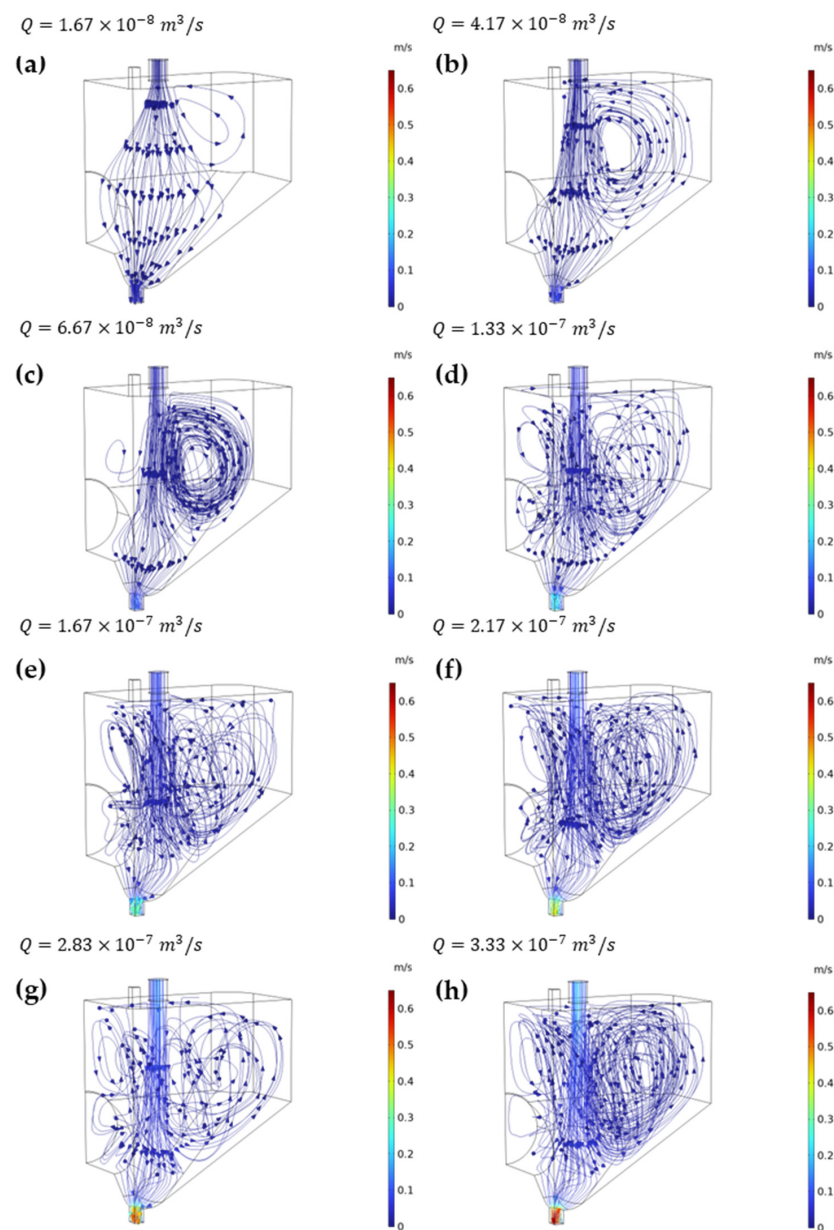 Q = 1.67 × 10⁻⁸ m³/s
Q = 4.17 × 10⁻⁸ m³/s
(a)
m/s
0.6
0.5
0.4
0.3
0.2
0.1
0
(b)
m/s
0.6
0.5
0.4
0.3
0.2
0.1
0
Q = 6.67 × 10⁻⁸ m³/s
Q = 1.33 × 10⁻⁷ m³/s
(c)
m/s
0.6
0.5
0.4
0.3
0.2
0.1
0
(d)
m/s
0.6
0.5
0.4
0.3
0.2
0.1
0
Q = 1.67 × 10⁻⁷ m³/s
Q = 2.17 × 10⁻⁷ m³/s
(e)
m/s
0.6
0.5
0.4
0.3
0.2
0.1
0
(f)
m/s
0.6
0.5
0.4
0.3
0.2
0.1
0
Q = 2.83 × 10⁻⁷ m³/s
Q = 3.33 × 10⁻⁷ m³/s
(g)
m/s
0.6
0.5
0.4
0.3
0.2
0.1
0
(h)
m/s
0.6
0.5
0.4
0.3
0.2
0.1
0